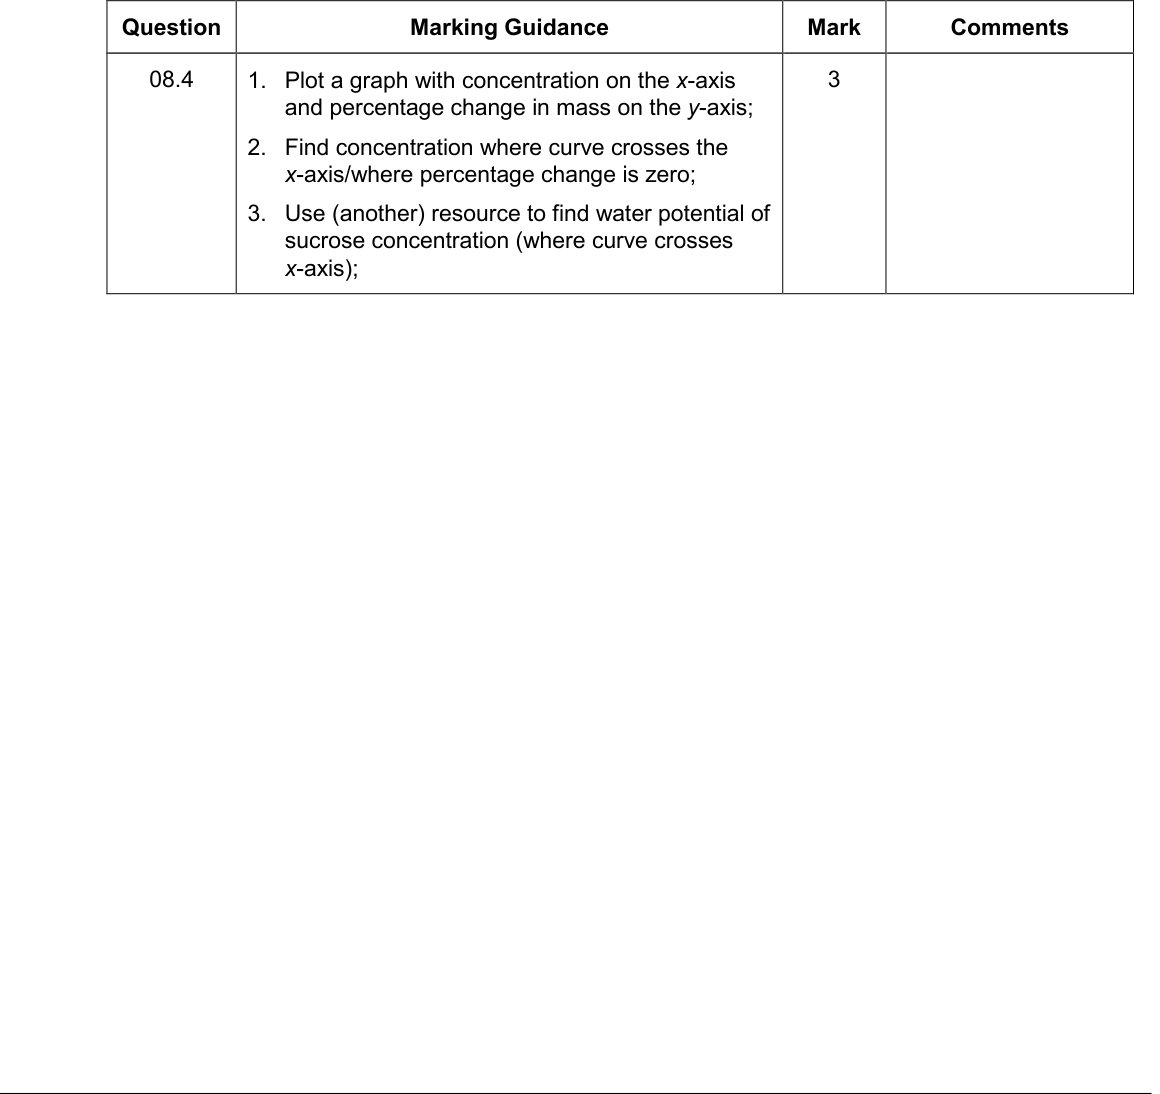 Question Marking Guidance Mark Comments
08.4 1. Plot a graph with concentration on the x-axis 3
and percentage change in mass on the y-axis;
2. Find concentration where curve crosses the
x-axis/where percentage change is zero;
3. Use (another) resource to find water potential of
sucrose concentration (where curve crosses
x-axis);